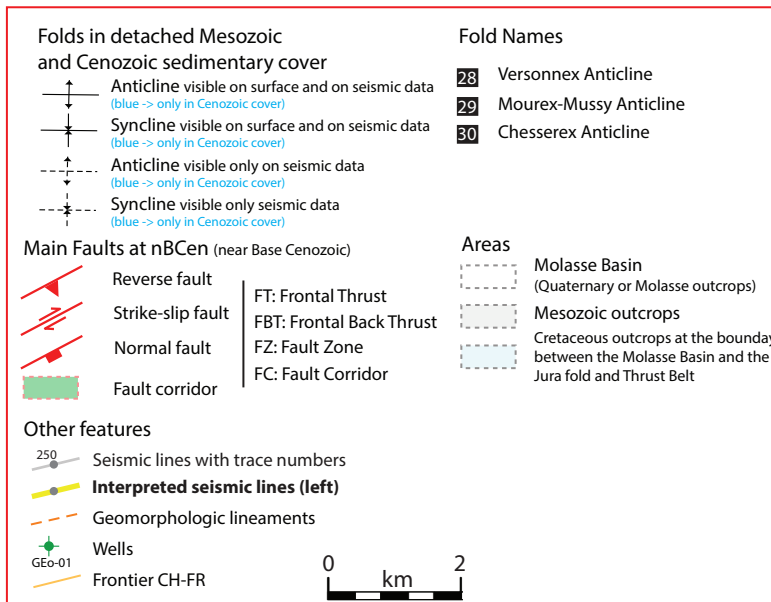 Folds in detached Mesozoic
and Cenozoic sedimentary cover
Anticline visible on surface and on seismic data
(blue -> only in Cenozoic cover)
Syncline visible on surface and on seismic data
(blue -> only in Cenozoic cover)
Anticline visible only on seismic data
(blue -> only in Cenozoic cover)
Syncline visible only seismic data
(blue -> only in Cenozoic cover)
Fold Names
28 Versonnex Anticline
29 Mourex-Mussy Anticline
30 Chesserex Anticline
Main Faults at nBCen (near Base Cenozoic)
Reverse fault
Strike-slip fault
Normal fault
Fault corridor
FT: Frontal Thrust
FBT: Frontal Back Thrust
FZ: Fault Zone
FC: Fault Corridor
Areas
Molasse Basin
(Quaternary or Molasse outcrops)
Mesozoic outcrops
Cretaceous outcrops at the bounday
between the Molasse Basin and the
Jura fold and Thrust Belt
Other features
250 Seismic lines with trace numbers
Interpreted seismic lines (left)
Geomorphologic lineaments
Wells
GEo-01
Frontier CH-FR
0 2
km